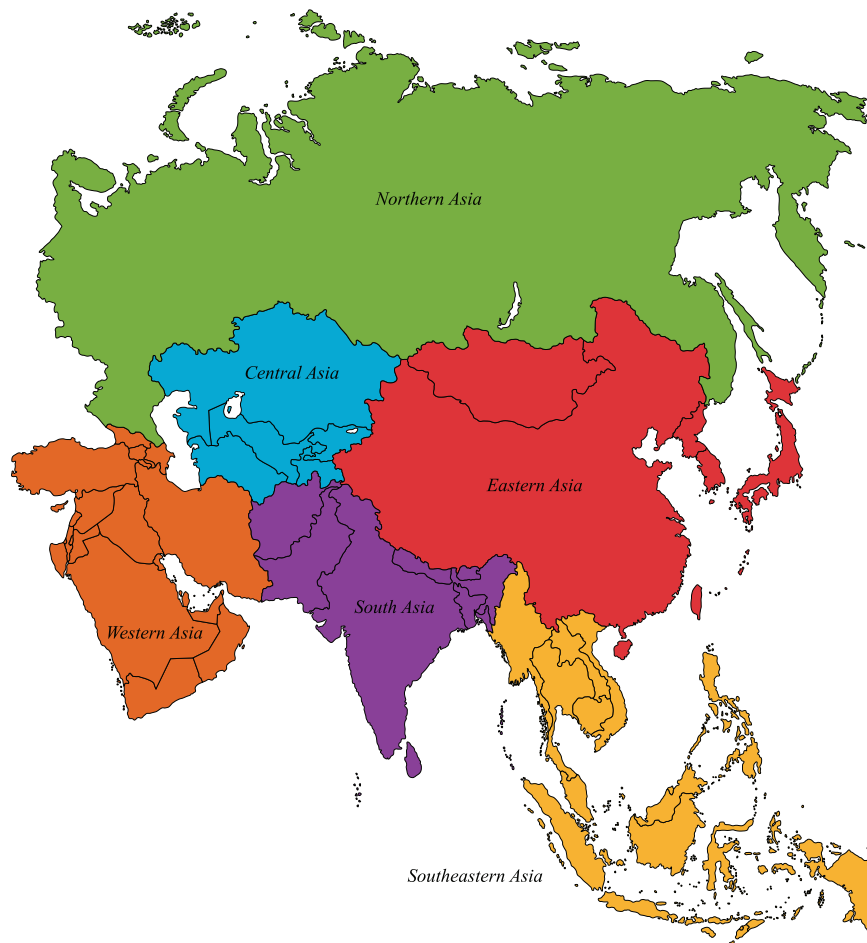 Northern Asia
Central Asia
Eastern Asia
South Asia
Western Asia
Southeastern Asia